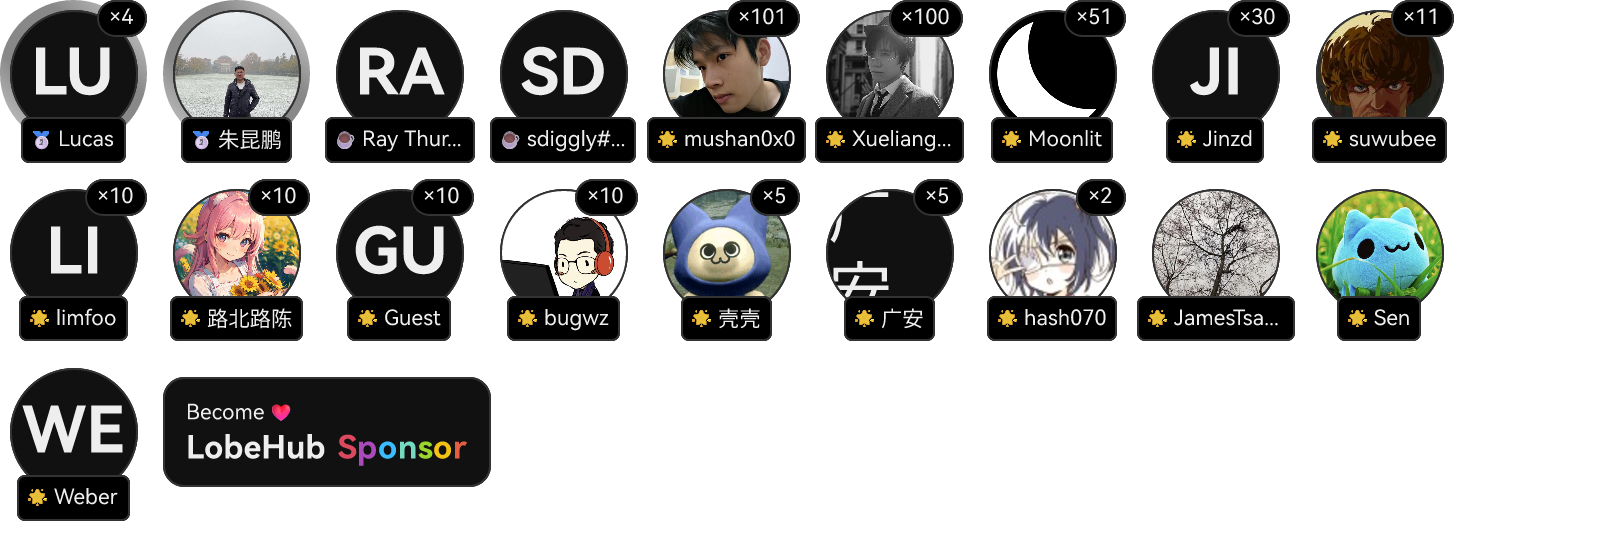 ×4
LU
Lucas
朱昆鹏
RA
Ray Thur...
SD
sdiggly#...
×101
mushan0x0
×100
Xueliang...
×51
Moonlit
×30
JI
Jinzd
×11
suwubee
×10
LI
limfoo
×10
路北路陈
×10
GU
Guest
×10
bugwz
×5
壳壳
×5
广安
广安
×2
hash070
JamesTsa...
Sen
WE
Weber
Become
LobeHub Sponsor